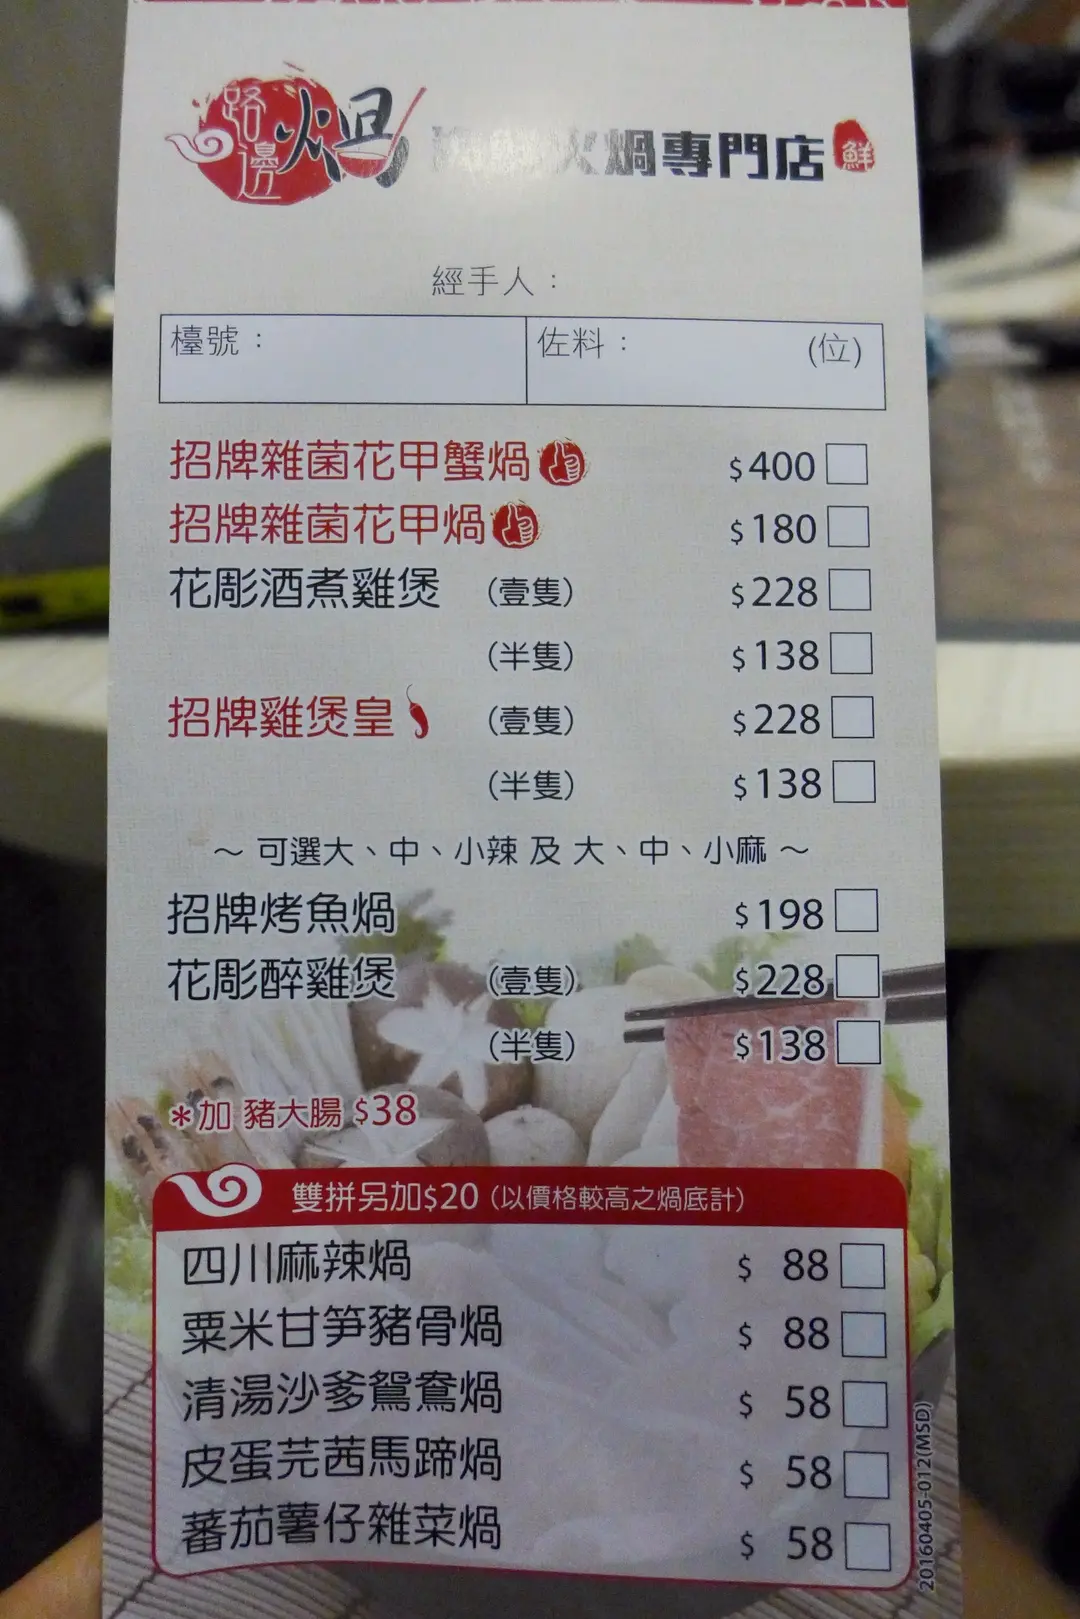 路邊
火鍋
火鍋專門店 鮮
經手人：
檯號：
佐料： (位)
招牌雜菌花甲蟹鍋 $400
招牌雜菌花甲鍋 $180
花彫酒煮雞煲 (壹隻) $228
(半隻) $138
招牌雞煲皇 (壹隻) $228
(半隻) $138
～ 可選大、中、小辣 及 大、中、小麻 ～
招牌烤魚鍋 $198
花彫醉雞煲 (壹隻) $228
(半隻) $138
*加 豬大腸 $38
雙拼另加$20 (以價格較高之鍋底計)
四川麻辣鍋 $ 88
粟米甘笋豬骨鍋 $ 88
清湯沙爹鴛鴦鍋 $ 58
皮蛋芫茜馬蹄鍋 $ 58
蕃茄薯仔雜菜鍋 $ 58
20160405-012(MSD)